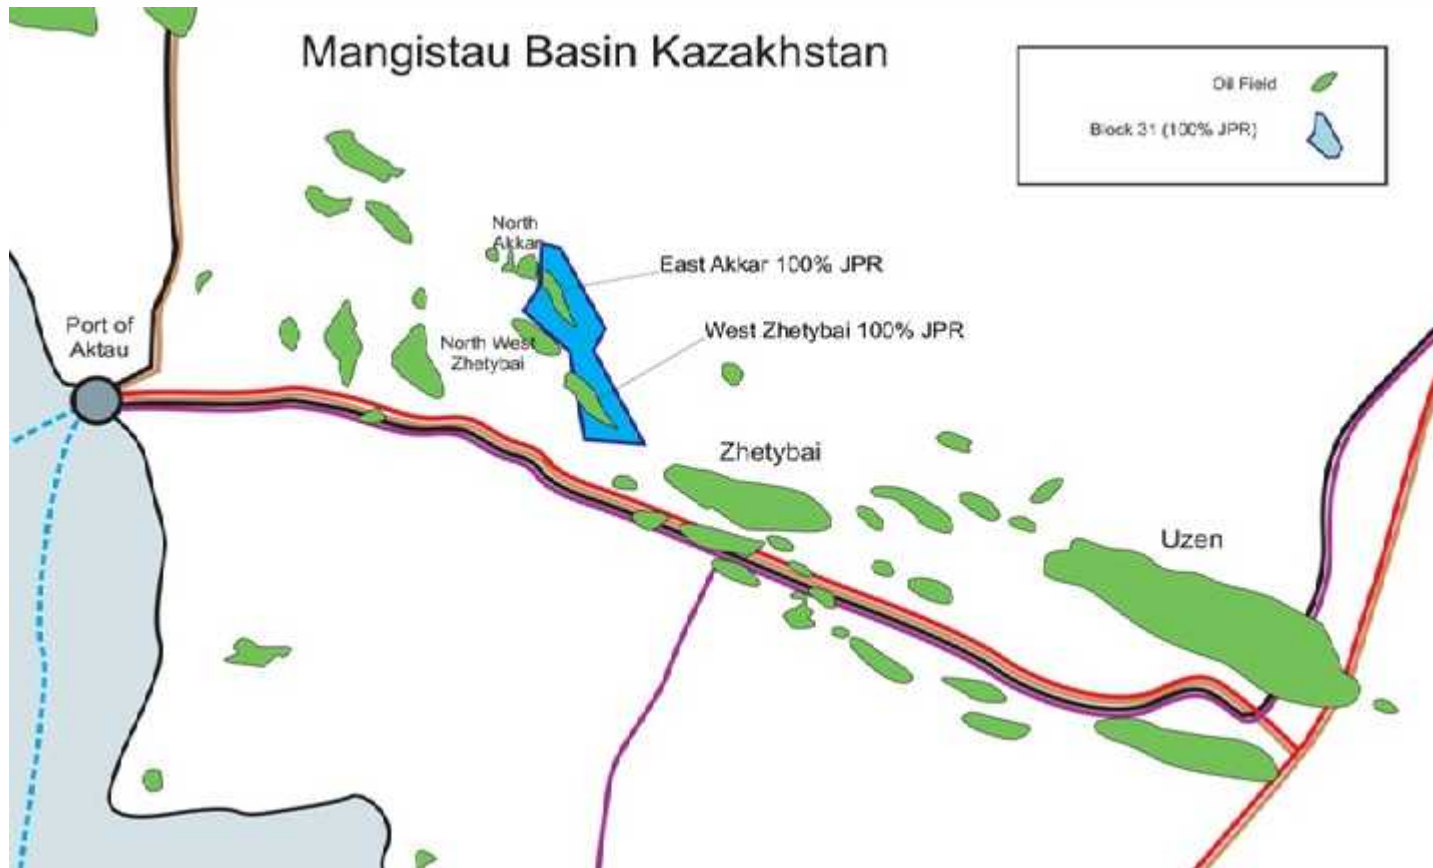 Mangistau Basin Kazakhstan
Oil Field
Block 31 (100% JPR)
North
Akkar
East Akkar 100% JPR
Port of
Aktau
West Zhetybai 100% JPR
North West
Zhetybai
Zhetybai
Uzen